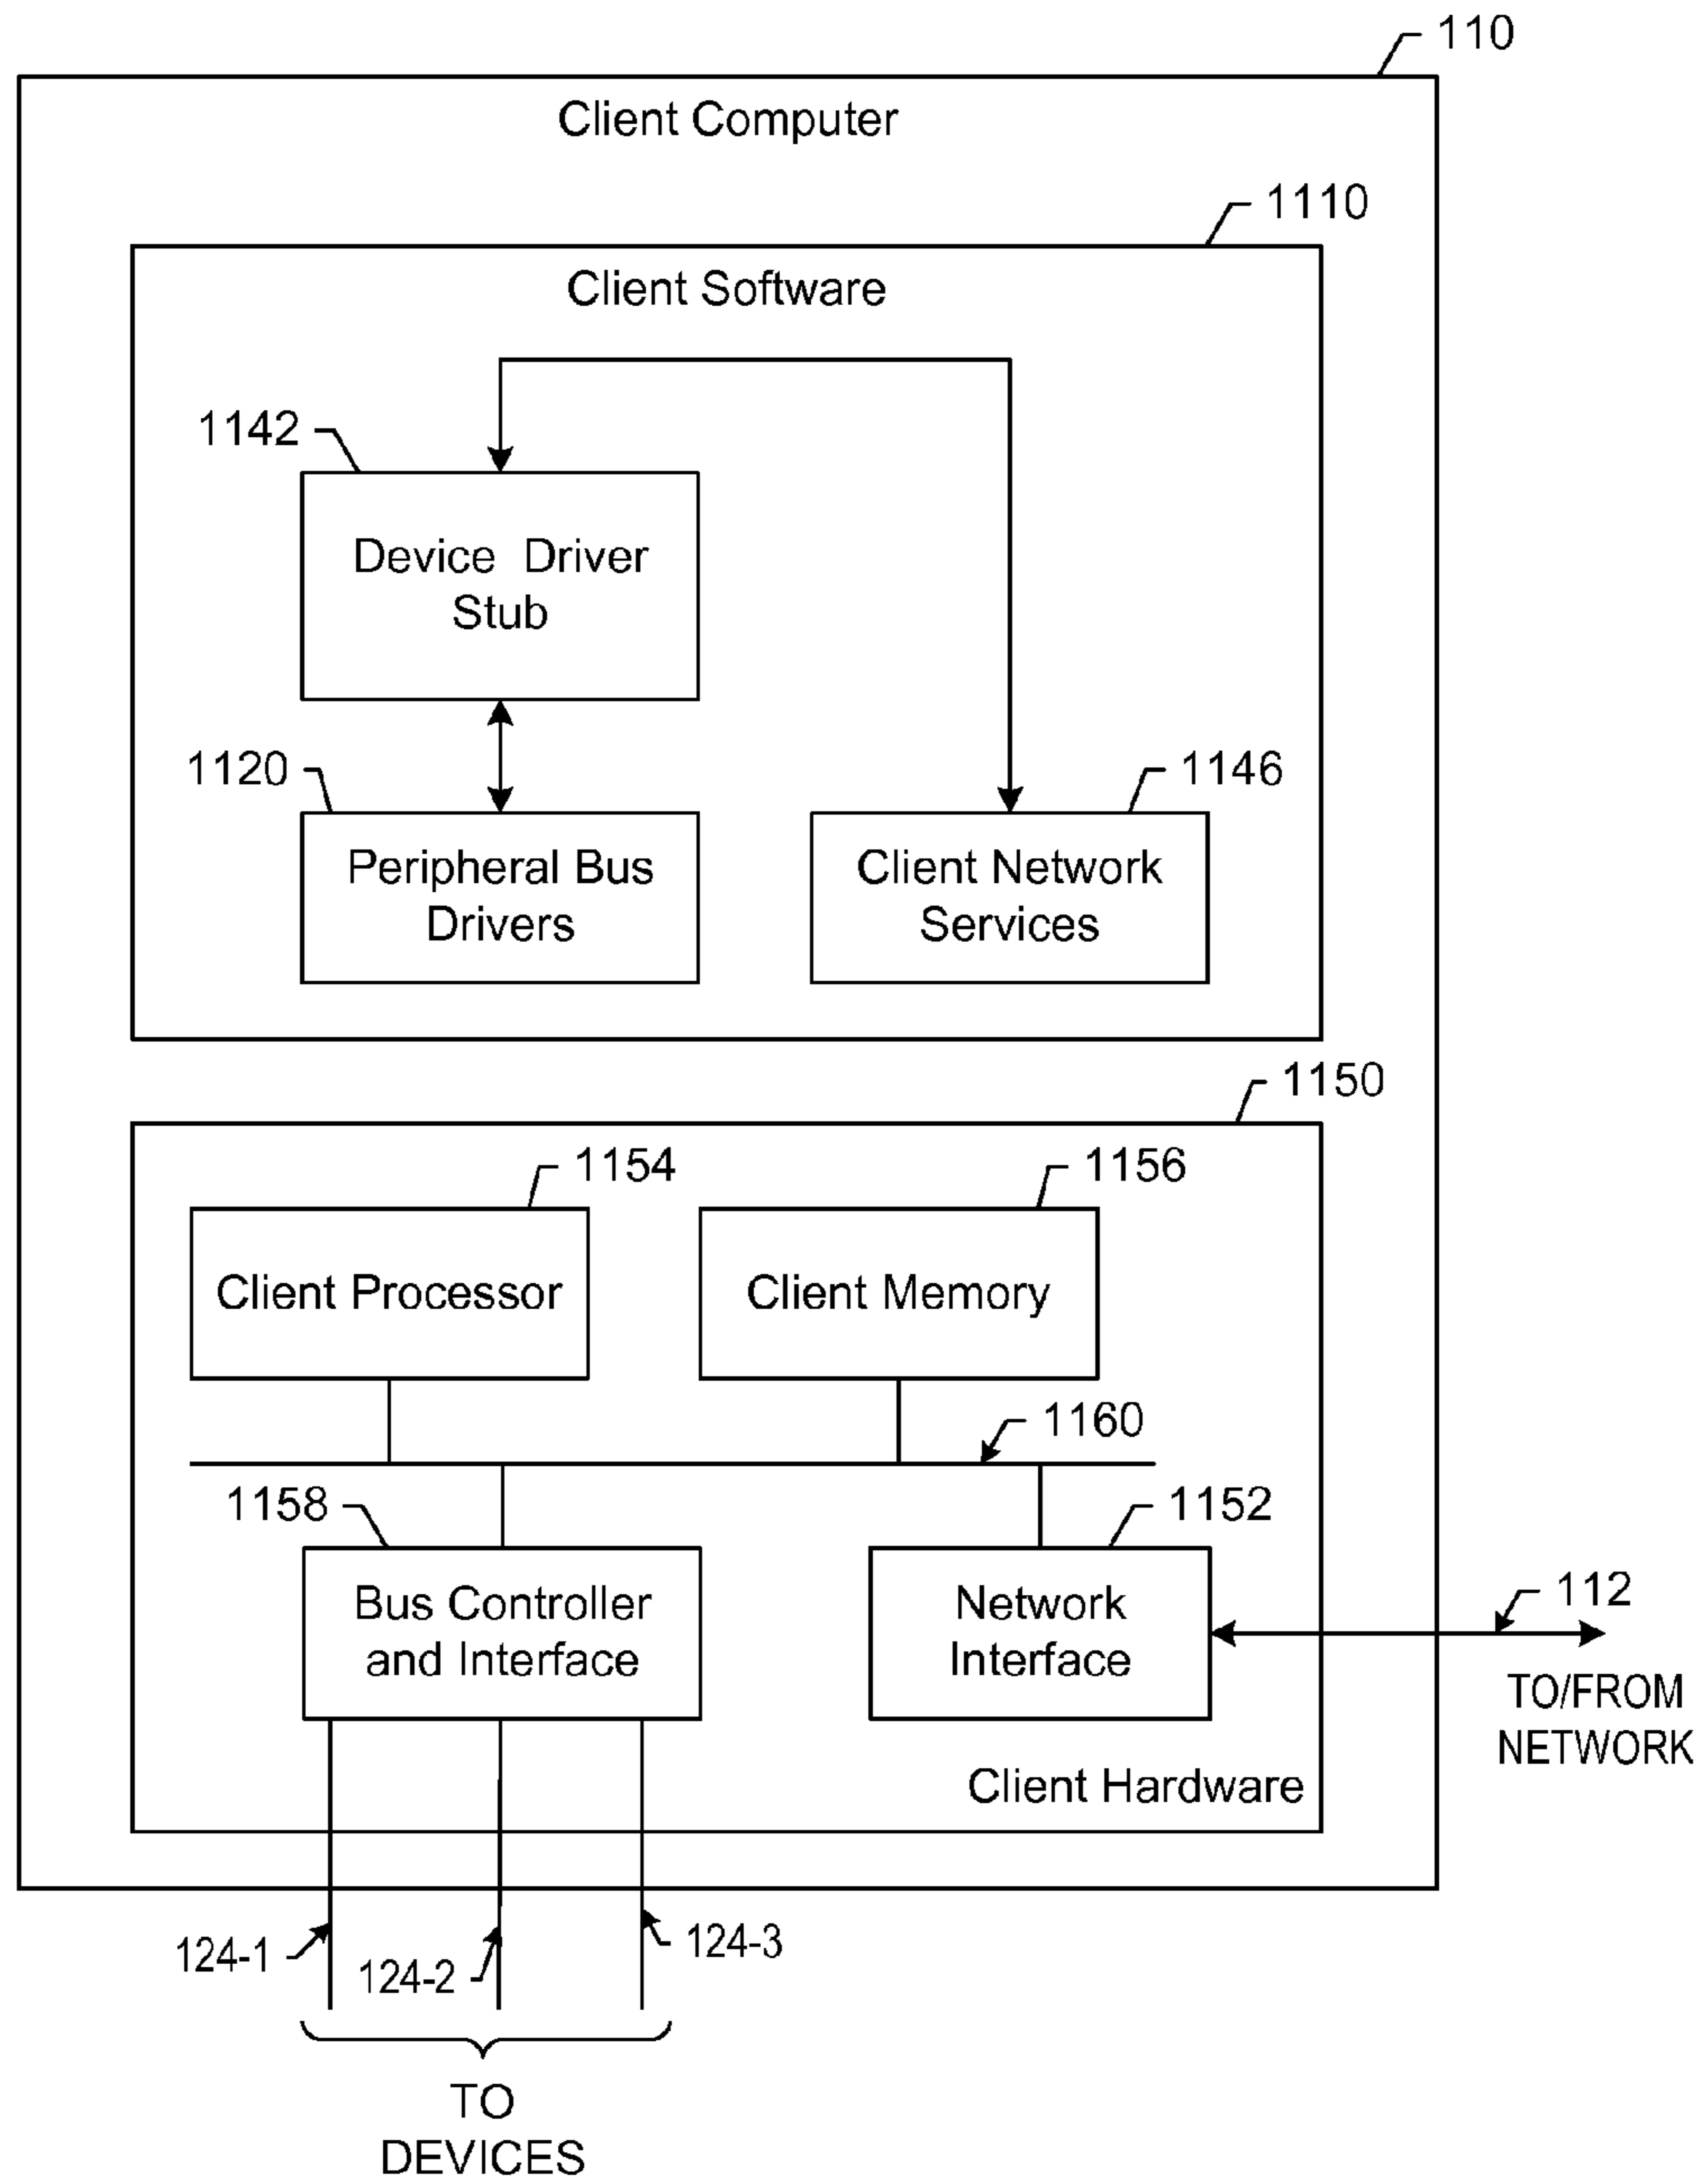 110
Client Computer
1110
Client Software
1142
Device Driver
Stub
1120
Peripheral Bus
Drivers
1146
Client Network
Services
1150
1154
Client Processor
1156
Client Memory
1160
1158
Bus Controller
and Interface
1152
Network
Interface
112
TO/FROM
NETWORK
Client Hardware
124-1
124-2
124-3
TO
DEVICES